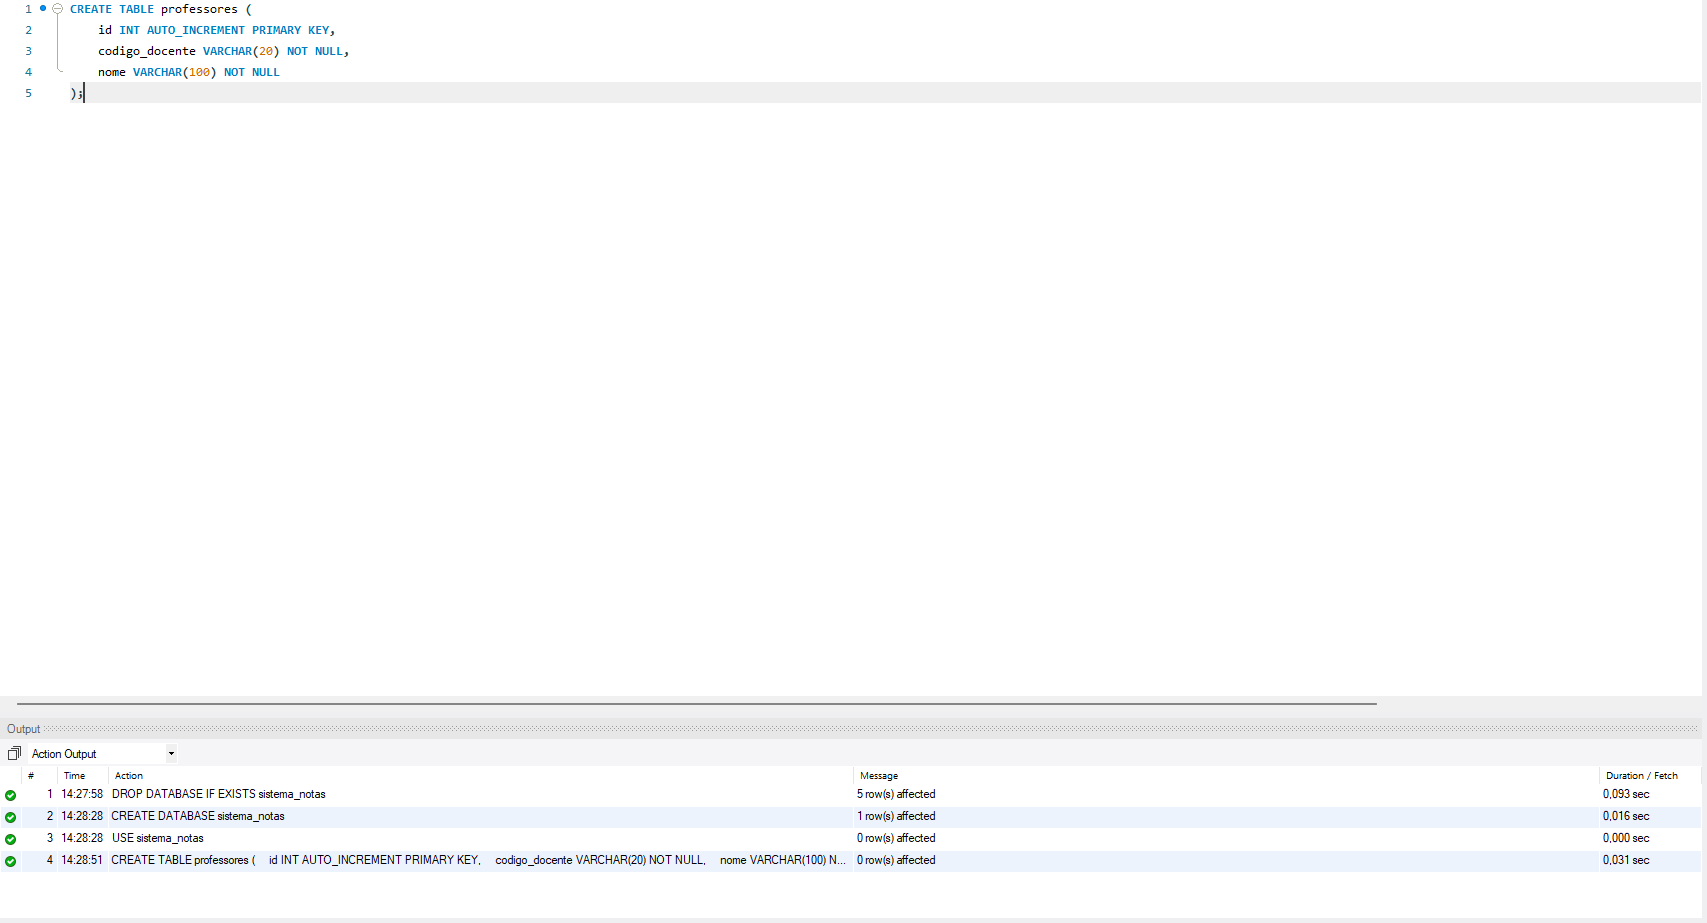 1 CREATE TABLE professores (
2 id INT AUTO_INCREMENT PRIMARY KEY,
3 codigo_docente VARCHAR(20) NOT NULL,
4 nome VARCHAR(100) NOT NULL
5 );
Output
Action Output
# Time Action Message Duration / Fetch
1 14:27:58 DROP DATABASE IF EXISTS sistema_notas 5 row(s) affected 0,093 sec
2 14:28:28 CREATE DATABASE sistema_notas 1 row(s) affected 0,016 sec
3 14:28:28 USE sistema_notas 0 row(s) affected 0,000 sec
4 14:28:51 CREATE TABLE professores ( id INT AUTO_INCREMENT PRIMARY KEY, codigo_docente VARCHAR(20) NOT NULL, nome VARCHAR(100) N... 0 row(s) affected 0,031 sec